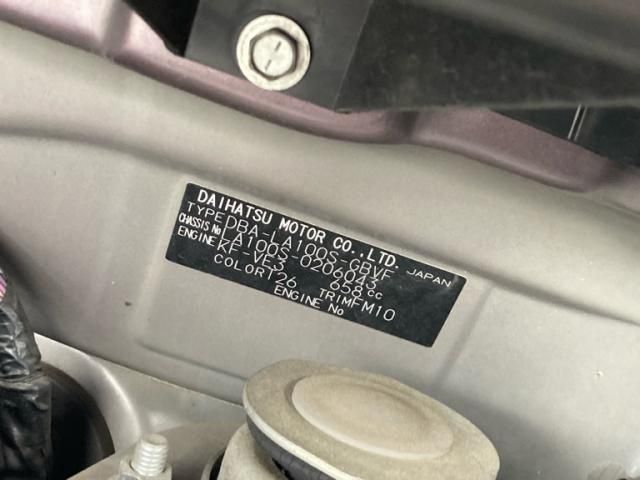 DAIHATSU MOTOR CO.,LTD. JAPAN
TYPE DBA-LA100S-GBVF
CHASSIS No LA100S-0206043
ENGINE KF-VE3 658cc
COLOR T26 TRIM FM10
ENGINE No